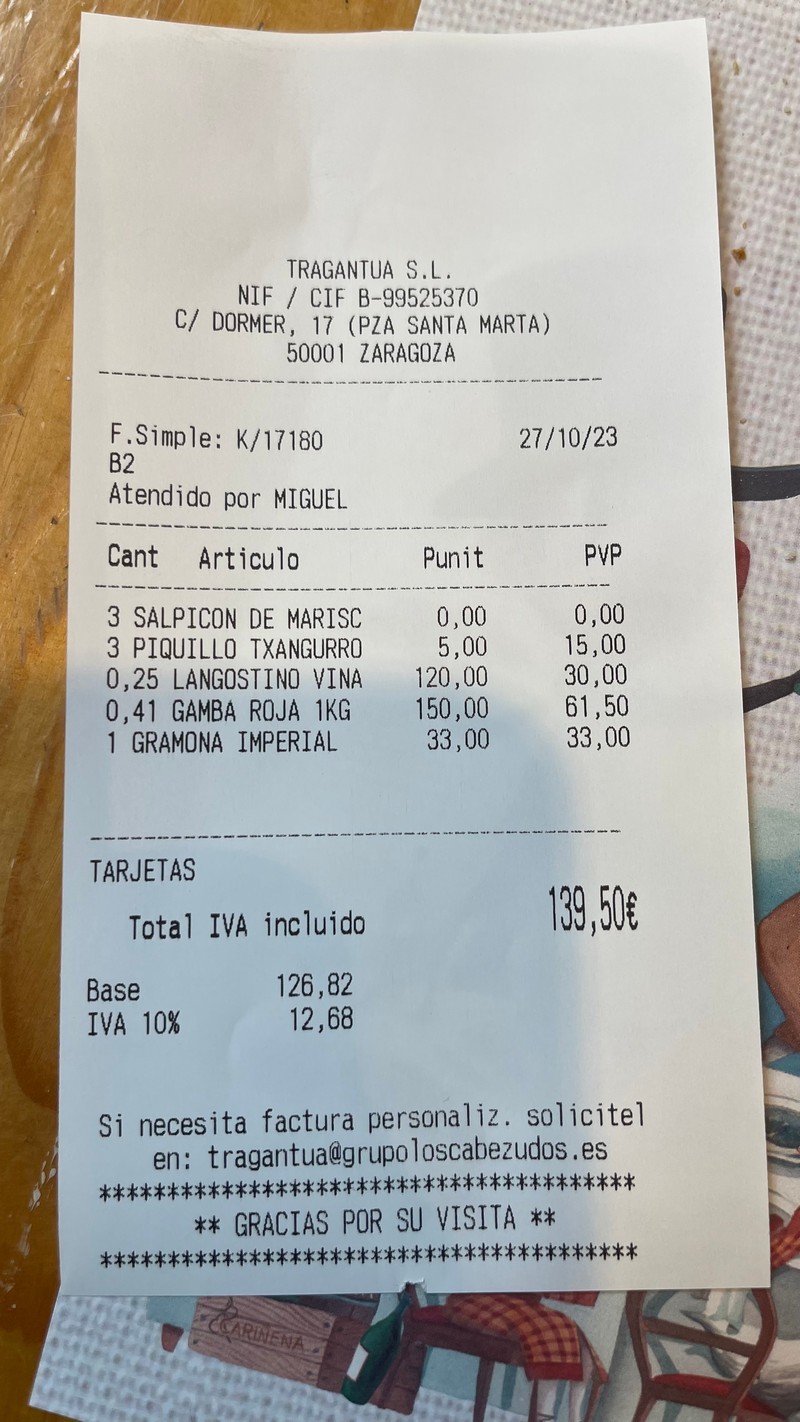 TRAGANTUA S.L.
NIF / CIF B-99525370
C/ DORMER, 17 (PZA SANTA MARTA)
50001 ZARAGOZA
F.Simple: K/17180 27/10/23
B2
Atendido por MIGUEL
Cant Articulo Punit PVP
3 SALPICON DE MARISC 0,00 0,00
3 PIQUILLO TXANGURRO 5,00 15,00
0,25 LANGOSTINO VINA 120,00 30,00
0,41 GAMBA ROJA 1KG 150,00 61,50
1 GRAMONA IMPERIAL 33,00 33,00
TARJETAS
Total IVA incluido 139,50€
Base 126,82
IVA 10% 12,68
Si necesita factura personaliz. solicitel
en: tragantua@grupoloscabezudos.es
****************************************
** GRACIAS POR SU VISITA **
****************************************
CARIÑENA